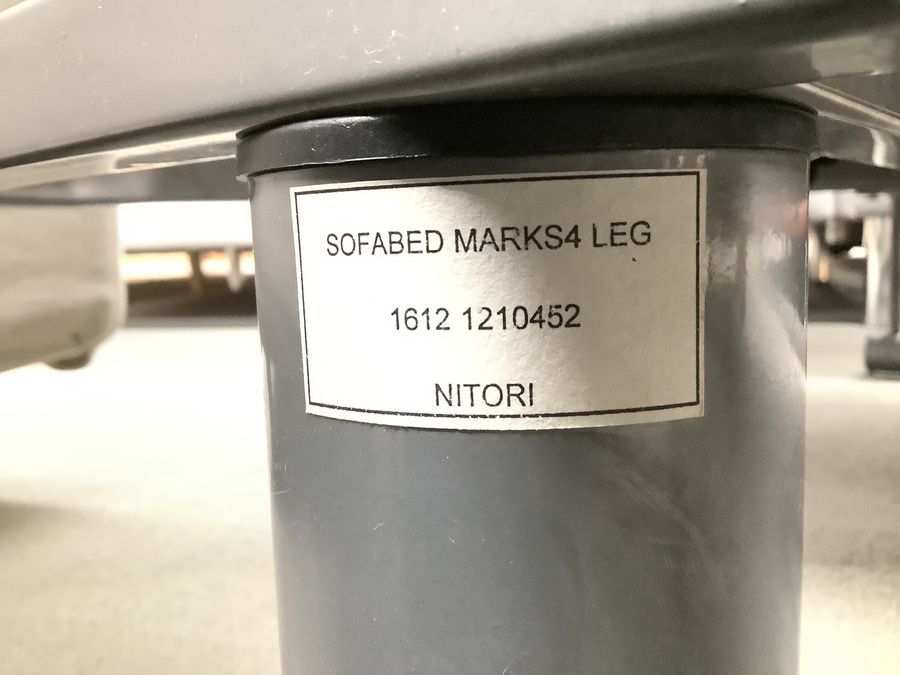 SOFABED MARKS4 LEG
1612 1210452
NITORI